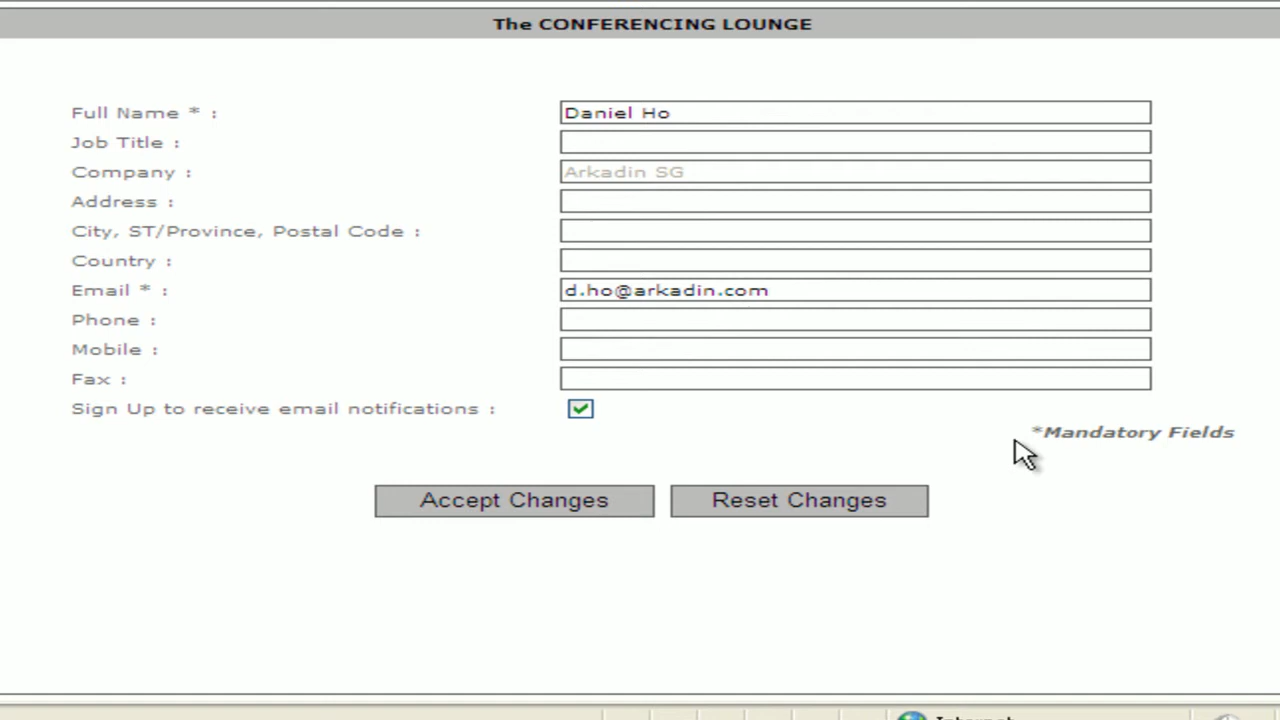 The CONFERENCING LOUNGE
Full Name * : Daniel Ho
Job Title :
Company : Arkadin SG
Address :
City, ST/Province, Postal Code :
Country :
Email * : d.ho@arkadin.com
Phone :
Mobile :
Fax :
Sign Up to receive email notifications :
*Mandatory Fields
Accept Changes Reset Changes
Internet